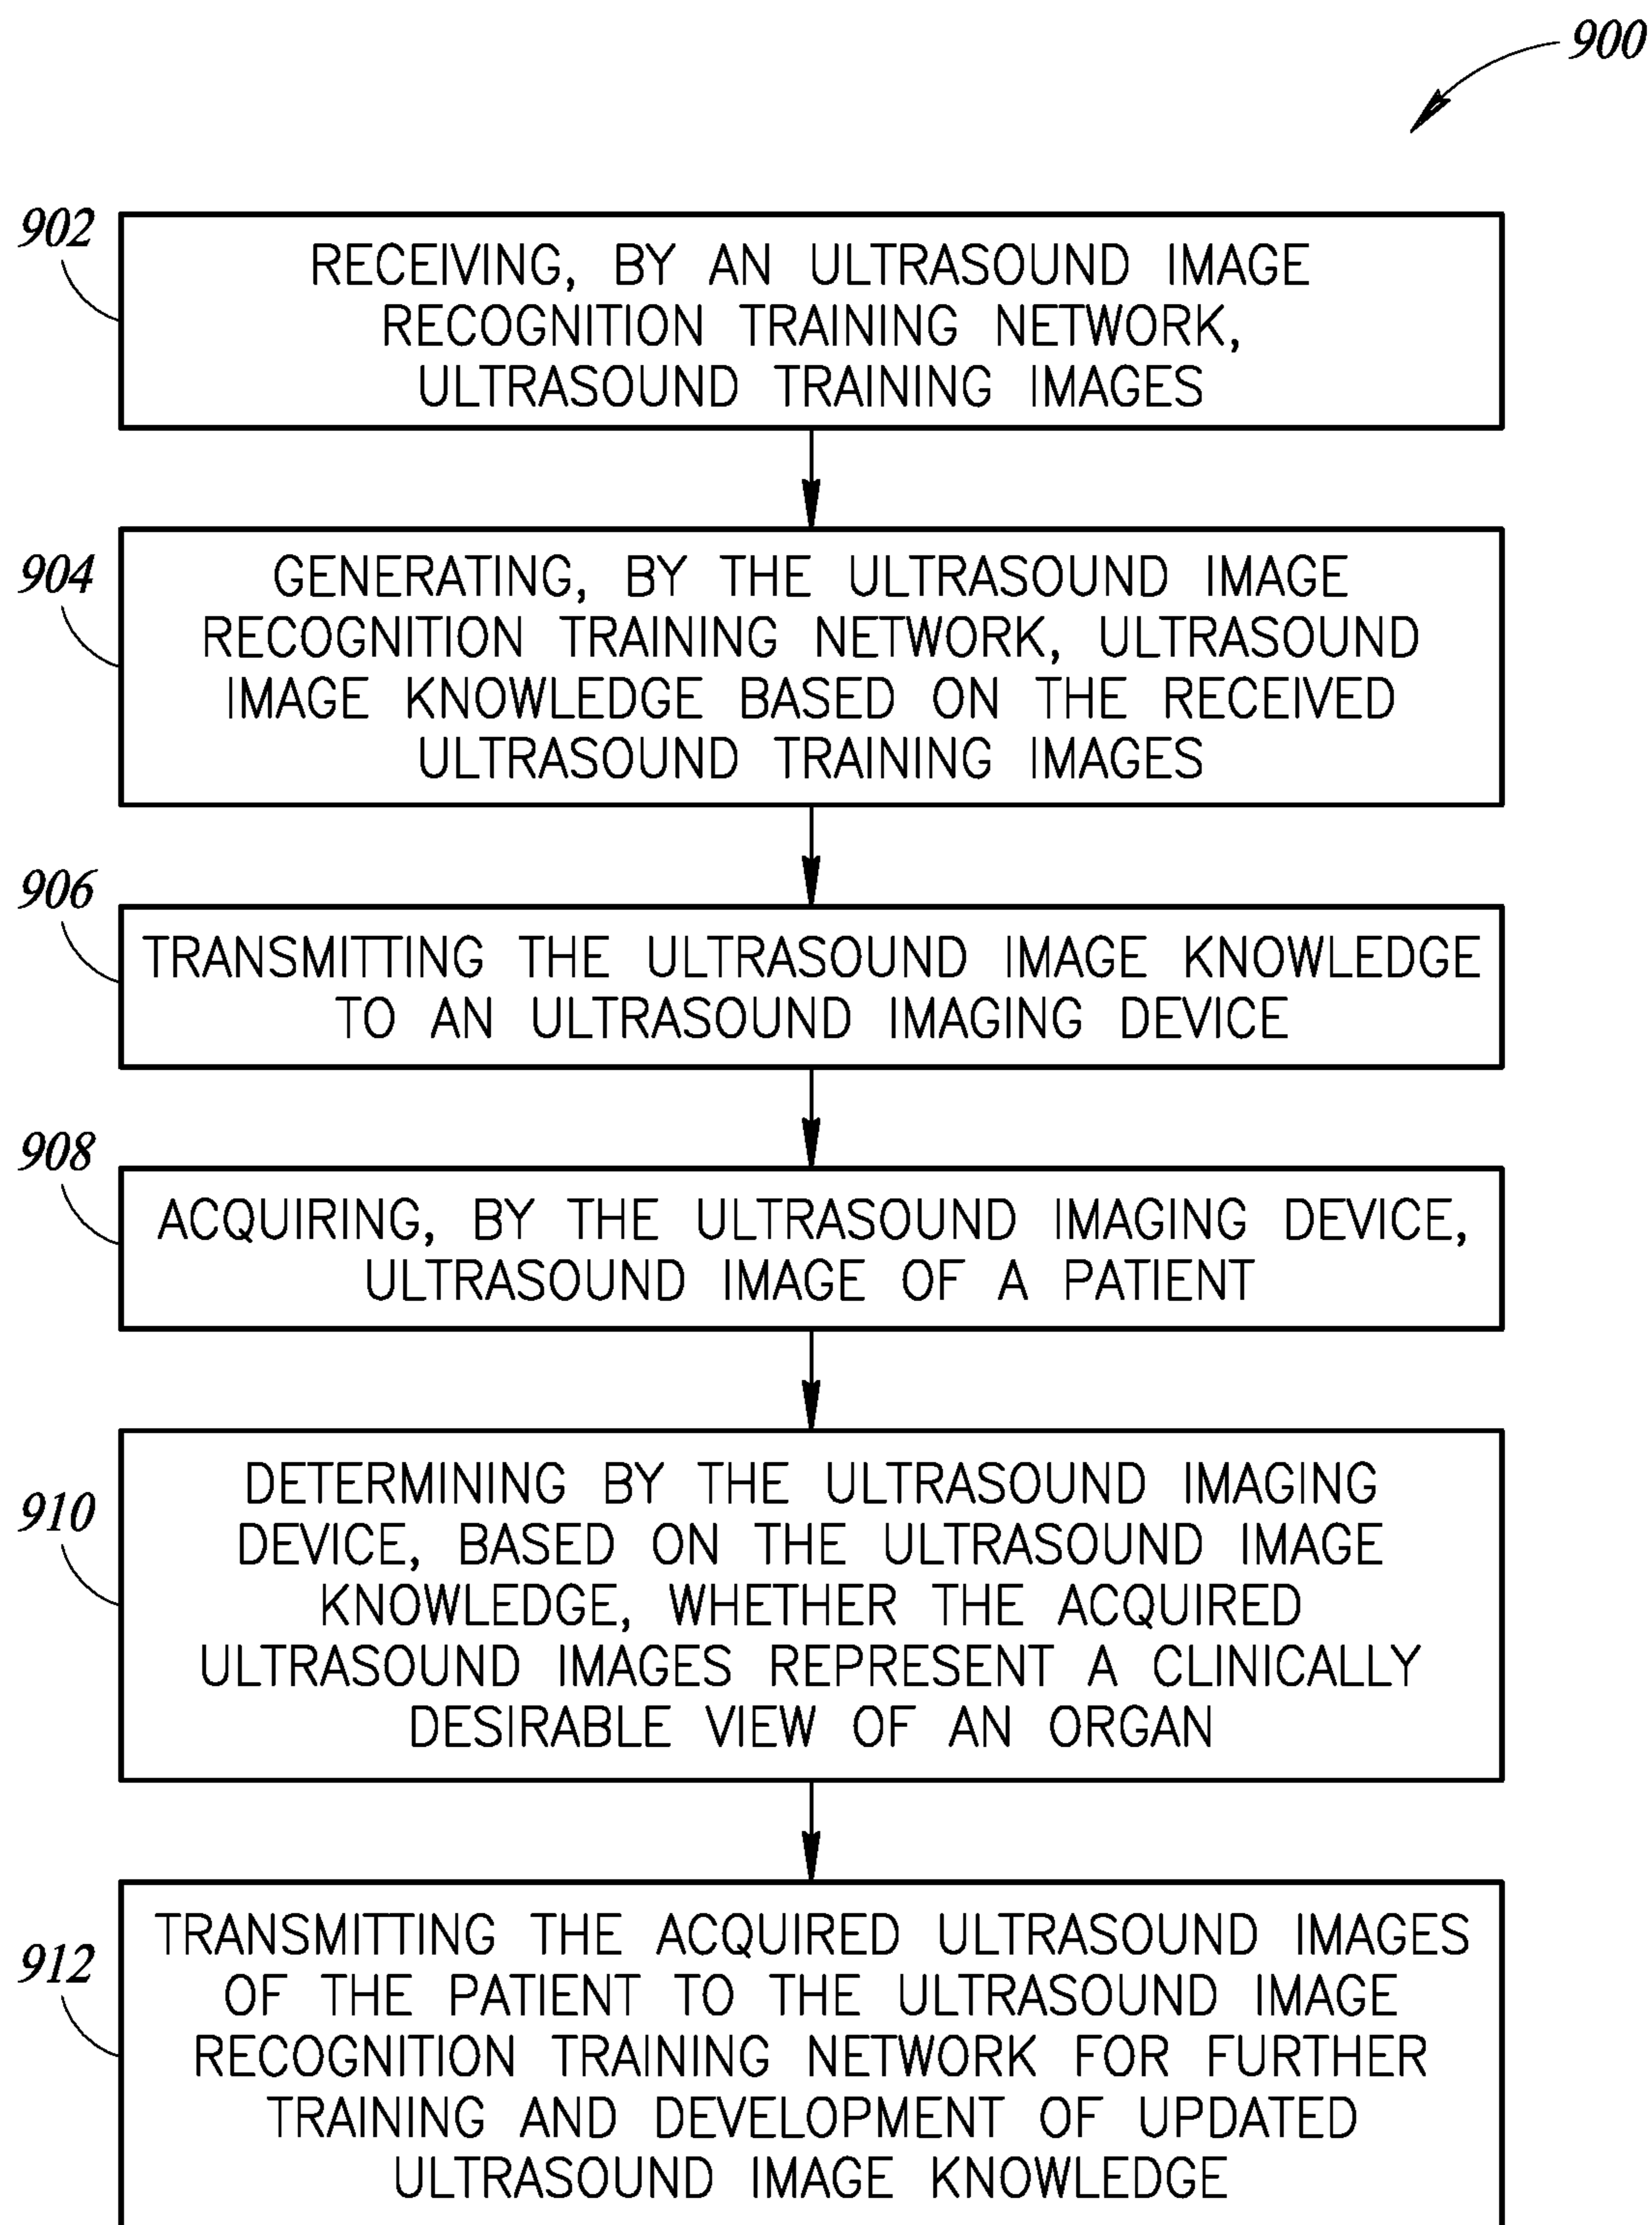 900
902
RECEIVING, BY AN ULTRASOUND IMAGE
RECOGNITION TRAINING NETWORK,
ULTRASOUND TRAINING IMAGES
904
GENERATING, BY THE ULTRASOUND IMAGE
RECOGNITION TRAINING NETWORK, ULTRASOUND
IMAGE KNOWLEDGE BASED ON THE RECEIVED
ULTRASOUND TRAINING IMAGES
906
TRANSMITTING THE ULTRASOUND IMAGE KNOWLEDGE
TO AN ULTRASOUND IMAGING DEVICE
908
ACQUIRING, BY THE ULTRASOUND IMAGING DEVICE,
ULTRASOUND IMAGE OF A PATIENT
910
DETERMINING BY THE ULTRASOUND IMAGING
DEVICE, BASED ON THE ULTRASOUND IMAGE
KNOWLEDGE, WHETHER THE ACQUIRED
ULTRASOUND IMAGES REPRESENT A CLINICALLY
DESIRABLE VIEW OF AN ORGAN
912
TRANSMITTING THE ACQUIRED ULTRASOUND IMAGES
OF THE PATIENT TO THE ULTRASOUND IMAGE
RECOGNITION TRAINING NETWORK FOR FURTHER
TRAINING AND DEVELOPMENT OF UPDATED
ULTRASOUND IMAGE KNOWLEDGE